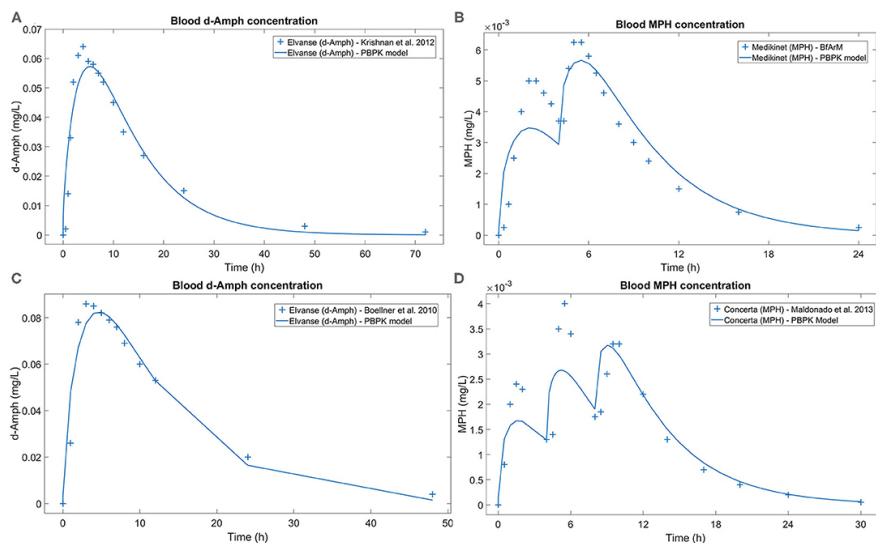 A
Blood d-Amph concentration
0.07
0.06
0.05
0.04
0.03
0.02
0.01
0
d-Amph (mg/L)
+ Elvanse (d-Amph) - Krishnan et al. 2012
Elvanse (d-Amph) - PBPK model
0 10 20 30 40 50 60 70
Time (h)
B
Blood MPH concentration
×10⁻³
6
5
4
3
2
1
0
MPH (mg/L)
+ Medikinet (MPH) - BfArM
Medikinet (MPH) - PBPK model
0 6 12 18 24
Time (h)
C
Blood d-Amph concentration
0.08
0.06
0.04
0.02
0
d-Amph (mg/L)
+ Elvanse (d-Amph) - Boellner et al. 2010
Elvanse (d-Amph) - PBPK model
0 10 20 30 40 50
Time (h)
D
Blood MPH concentration
×10⁻³
4
3.5
3
2.5
2
1.5
1
0.5
0
MPH (mg/L)
+ Concerta (MPH) - Maldonado et al. 2013
Concerta (MPH) - PBPK Model
0 6 12 18 24 30
Time (h)